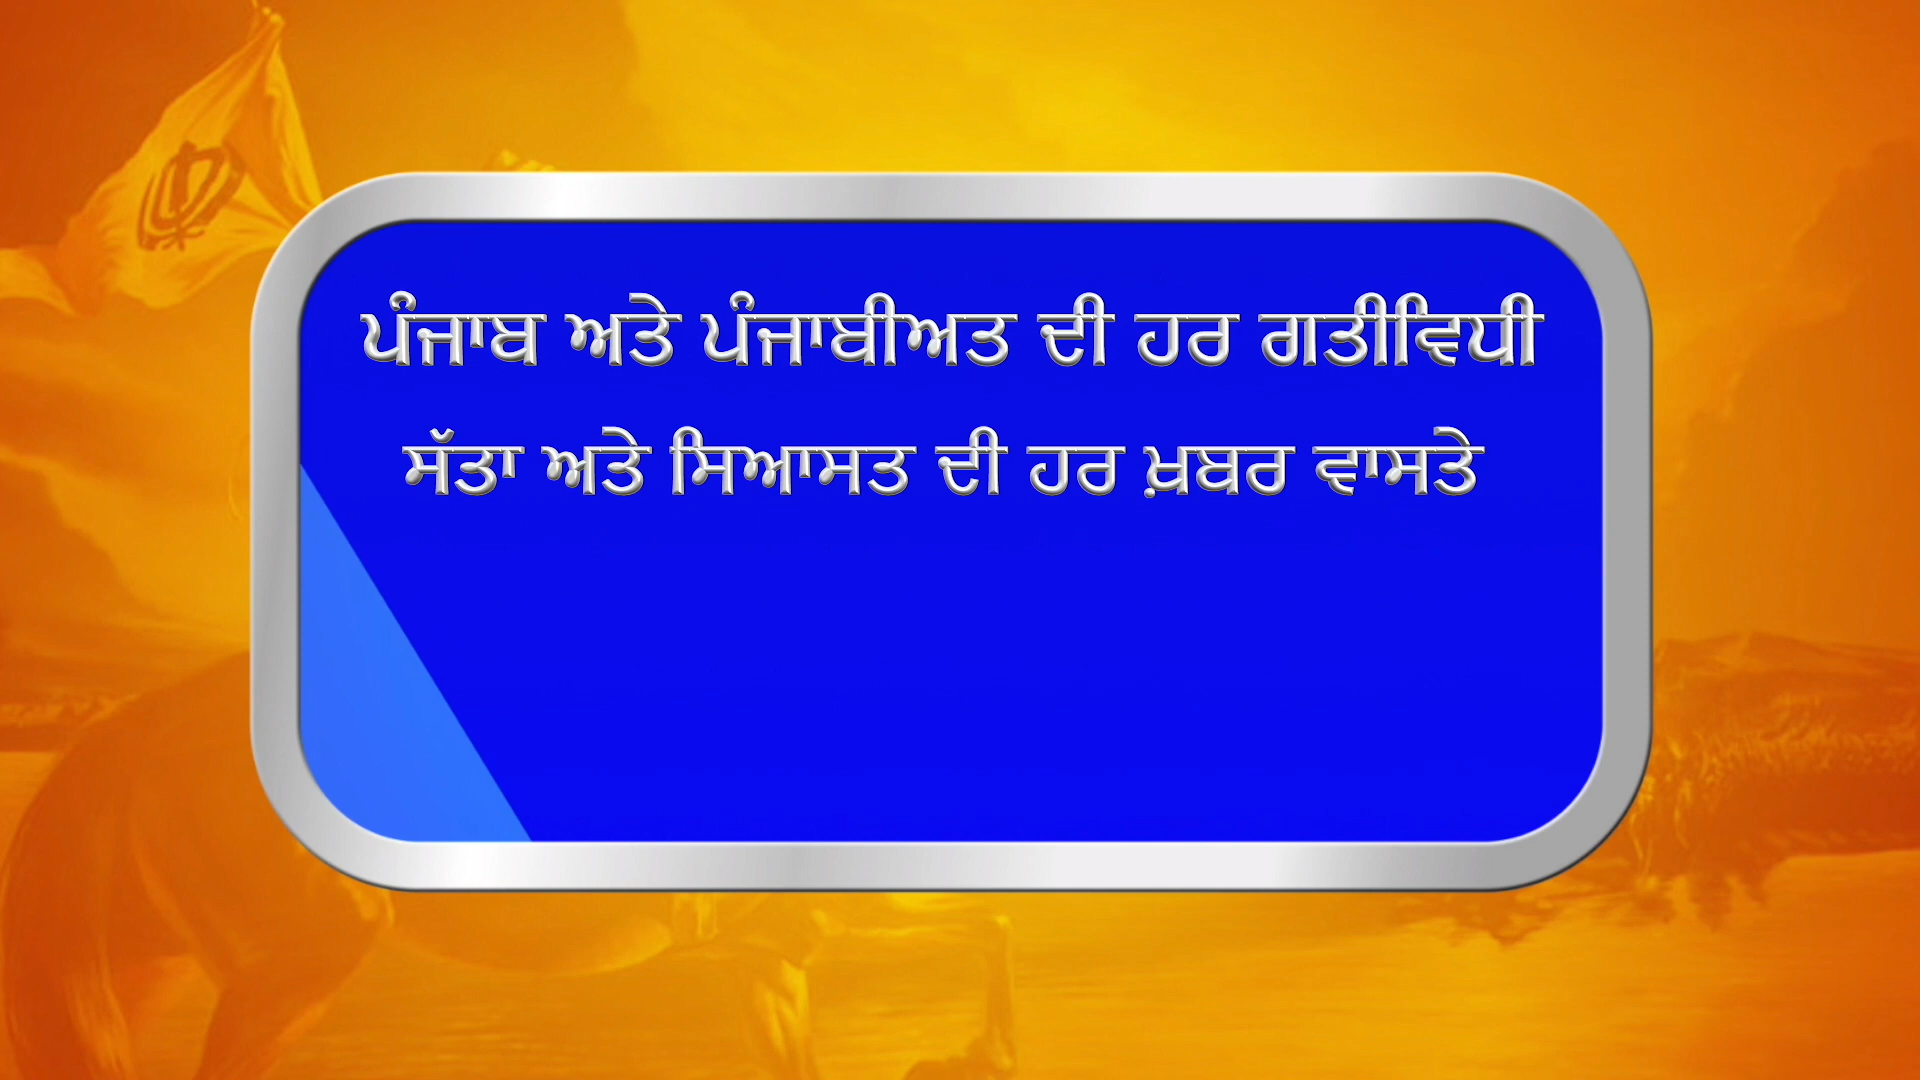 ਪੰਜਾਬ ਅਤੇ ਪੰਜਾਬੀਅਤ ਦੀ ਹਰ ਗਤੀਵਿਧੀ
ਸੱਤਾ ਅਤੇ ਸਿਆਸਤ ਦੀ ਹਰ ਖ਼ਬਰ ਵਾਸਤੇ